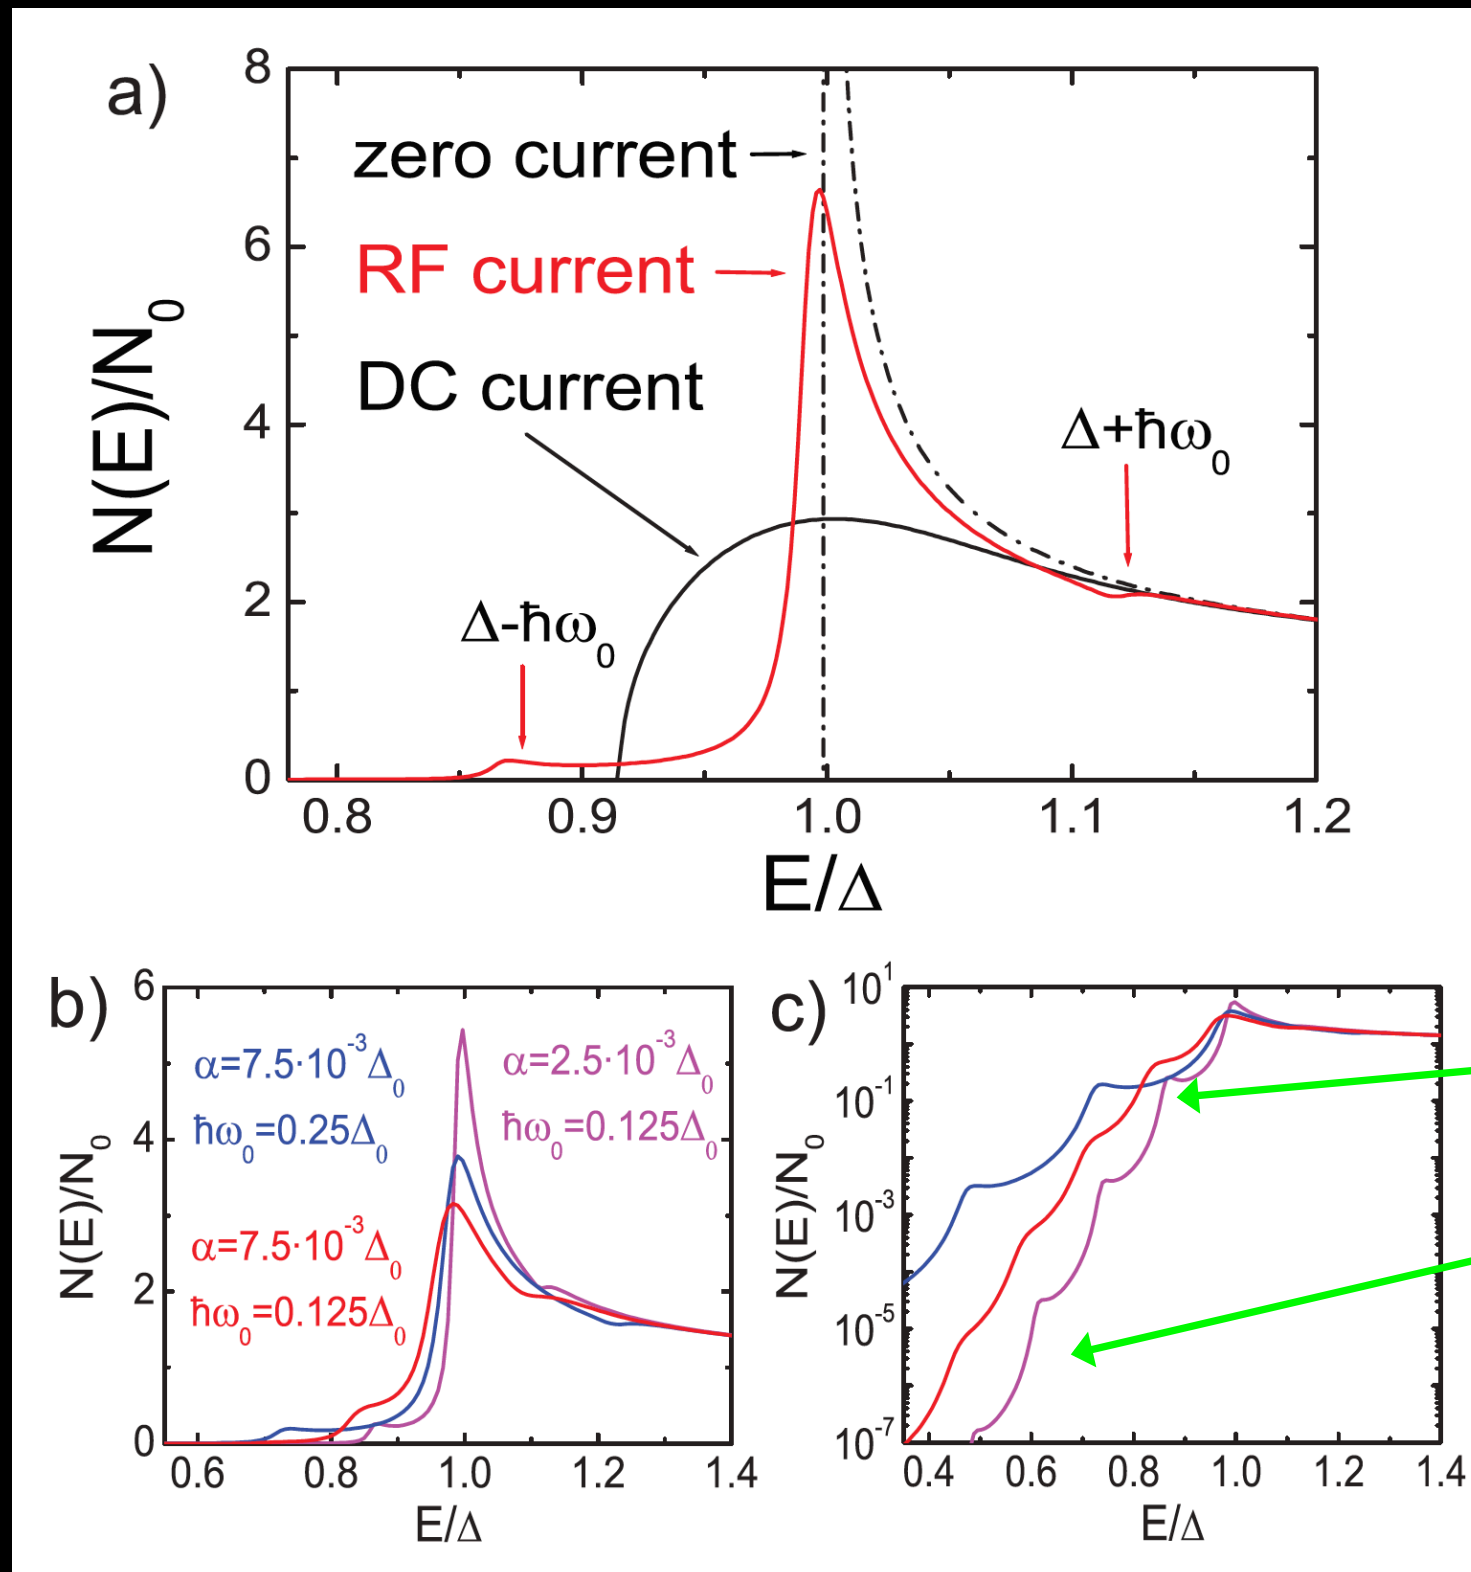 a)
8
6
4
2
0
N(E)/N₀
zero current
RF current
DC current
Δ-ħω₀
Δ+ħω₀
0.8 0.9 1.0 1.1 1.2
E/Δ
b)
6
4
2
0
N(E)/N₀
α=7.5·10⁻³Δ₀
ħω₀=0.25Δ₀
α=2.5·10⁻³Δ₀
ħω₀=0.125Δ₀
α=7.5·10⁻³Δ₀
ħω₀=0.125Δ₀
0.6 0.8 1.0 1.2 1.4
E/Δ
c)
10¹
10⁻¹
10⁻³
10⁻⁵
10⁻⁷
N(E)/N₀
0.4 0.6 0.8 1.0 1.2 1.4
E/Δ